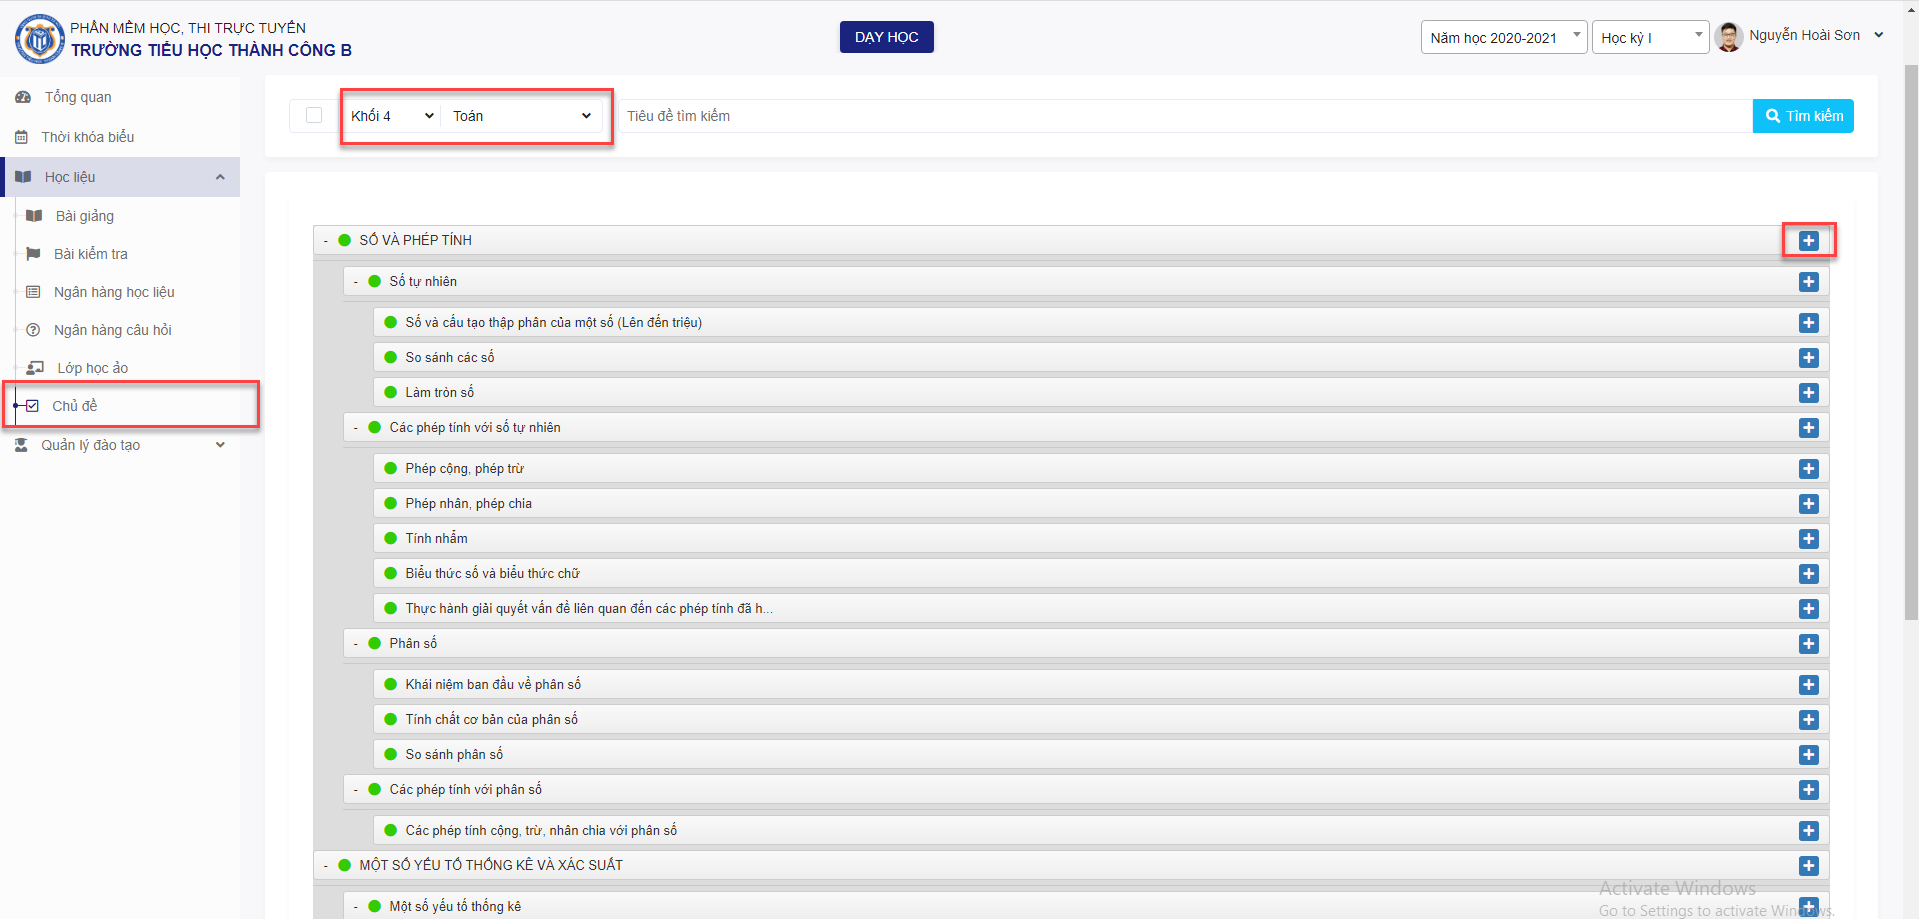 PHẦN MỀM HỌC, THI TRỰC TUYẾN
TRƯỜNG TIỂU HỌC THÀNH CÔNG B
DẠY HỌC
Năm học 2020-2021
Học kỳ I
Nguyễn Hoài Sơn
Tổng quan
Thời khóa biểu
Học liệu
Bài giảng
Bài kiểm tra
Ngân hàng học liệu
Ngân hàng câu hỏi
Lớp học ảo
Chủ đề
Quản lý đào tạo
Khối 4
Toán
Tiêu đề tìm kiếm
Tìm kiếm
- SỐ VÀ PHÉP TÍNH
- Số tự nhiên
Số và cấu tạo thập phân của một số (Lên đến triệu)
So sánh các số
Làm tròn số
- Các phép tính với số tự nhiên
Phép cộng, phép trừ
Phép nhân, phép chia
Tính nhẩm
Biểu thức số và biểu thức chữ
Thực hành giải quyết vấn đề liên quan đến các phép tính đã h...
- Phân số
Khái niệm ban đầu về phân số
Tính chất cơ bản của phân số
So sánh phân số
- Các phép tính với phân số
Các phép tính cộng, trừ, nhân chia với phân số
- MỘT SỐ YẾU TỐ THỐNG KÊ VÀ XÁC SUẤT
- Một số yếu tố thống kê
Activate Windows
Go to Settings to activate Windows.